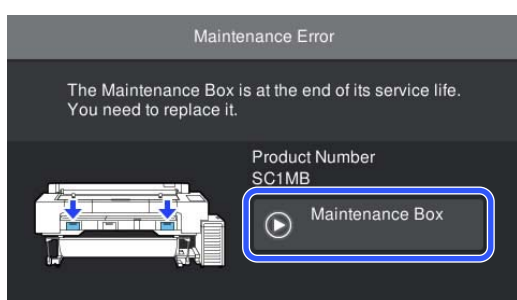 Maintenance Error
The Maintenance Box is at the end of its service life.
You need to replace it.
Product Number
SC1MB
Maintenance Box